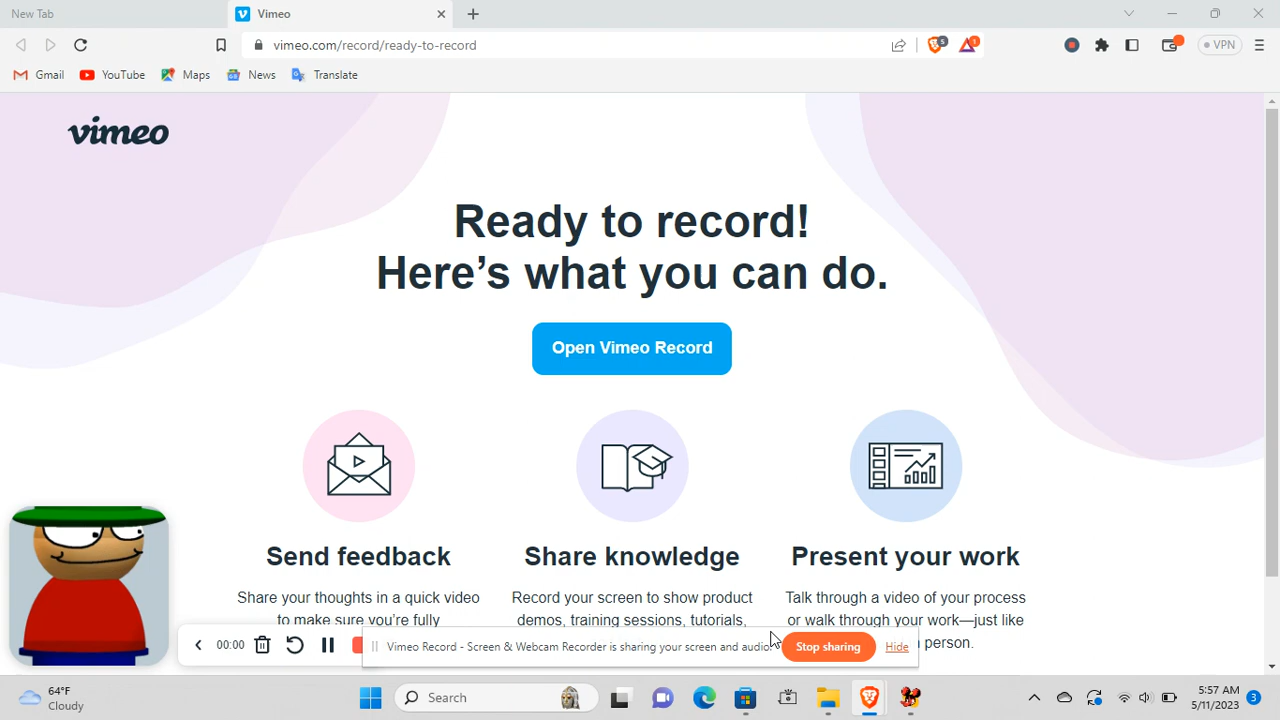 New Tab
Vimeo
vimeo.com/record/ready-to-record
5
1
VPN
Gmail
YouTube
Maps
News
Translate
vimeo
Ready to record!
Here's what you can do.
Open Vimeo Record
Send feedback
Share knowledge
Present your work
Share your thoughts in a quick video
to make sure you're fully
Record your screen to show product
demos, training sessions, tutorials,
Talk through a video of your process
or walk through your work—just like
person.
00:00
Vimeo Record - Screen & Webcam Recorder is sharing your screen and audio.
Stop sharing
Hide
64°F
Cloudy
Search
5:57 AM
5/11/2023
3